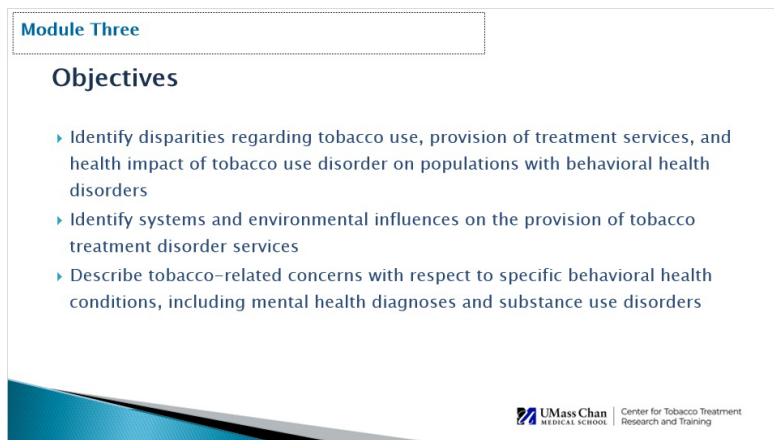 Module Three
Objectives
Identify disparities regarding tobacco use, provision of treatment services, and
health impact of tobacco use disorder on populations with behavioral health
disorders
Identify systems and environmental influences on the provision of tobacco
treatment disorder services
Describe tobacco-related concerns with respect to specific behavioral health
conditions, including mental health diagnoses and substance use disorders
UMass Chan
MEDICAL SCHOOL
Center for Tobacco Treatment
Research and Training